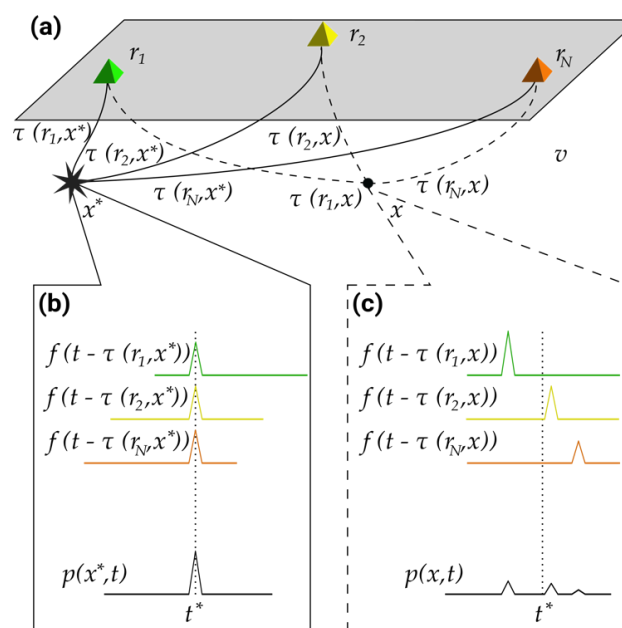 (a)
r1
r2
rN
τ (r1,x*)
τ (r2,x*)
τ (r2,x)
τ (rN,x*)
τ (r1,x)
τ (rN,x)
v
x*
x
(b)
f(t - τ (r1,x*))
f(t - τ (r2,x*))
f(t - τ (rN,x*))
p(x*,t)
t*
(c)
f(t - τ (r1,x))
f(t - τ (r2,x))
f(t - τ (rN,x))
p(x,t)
t*